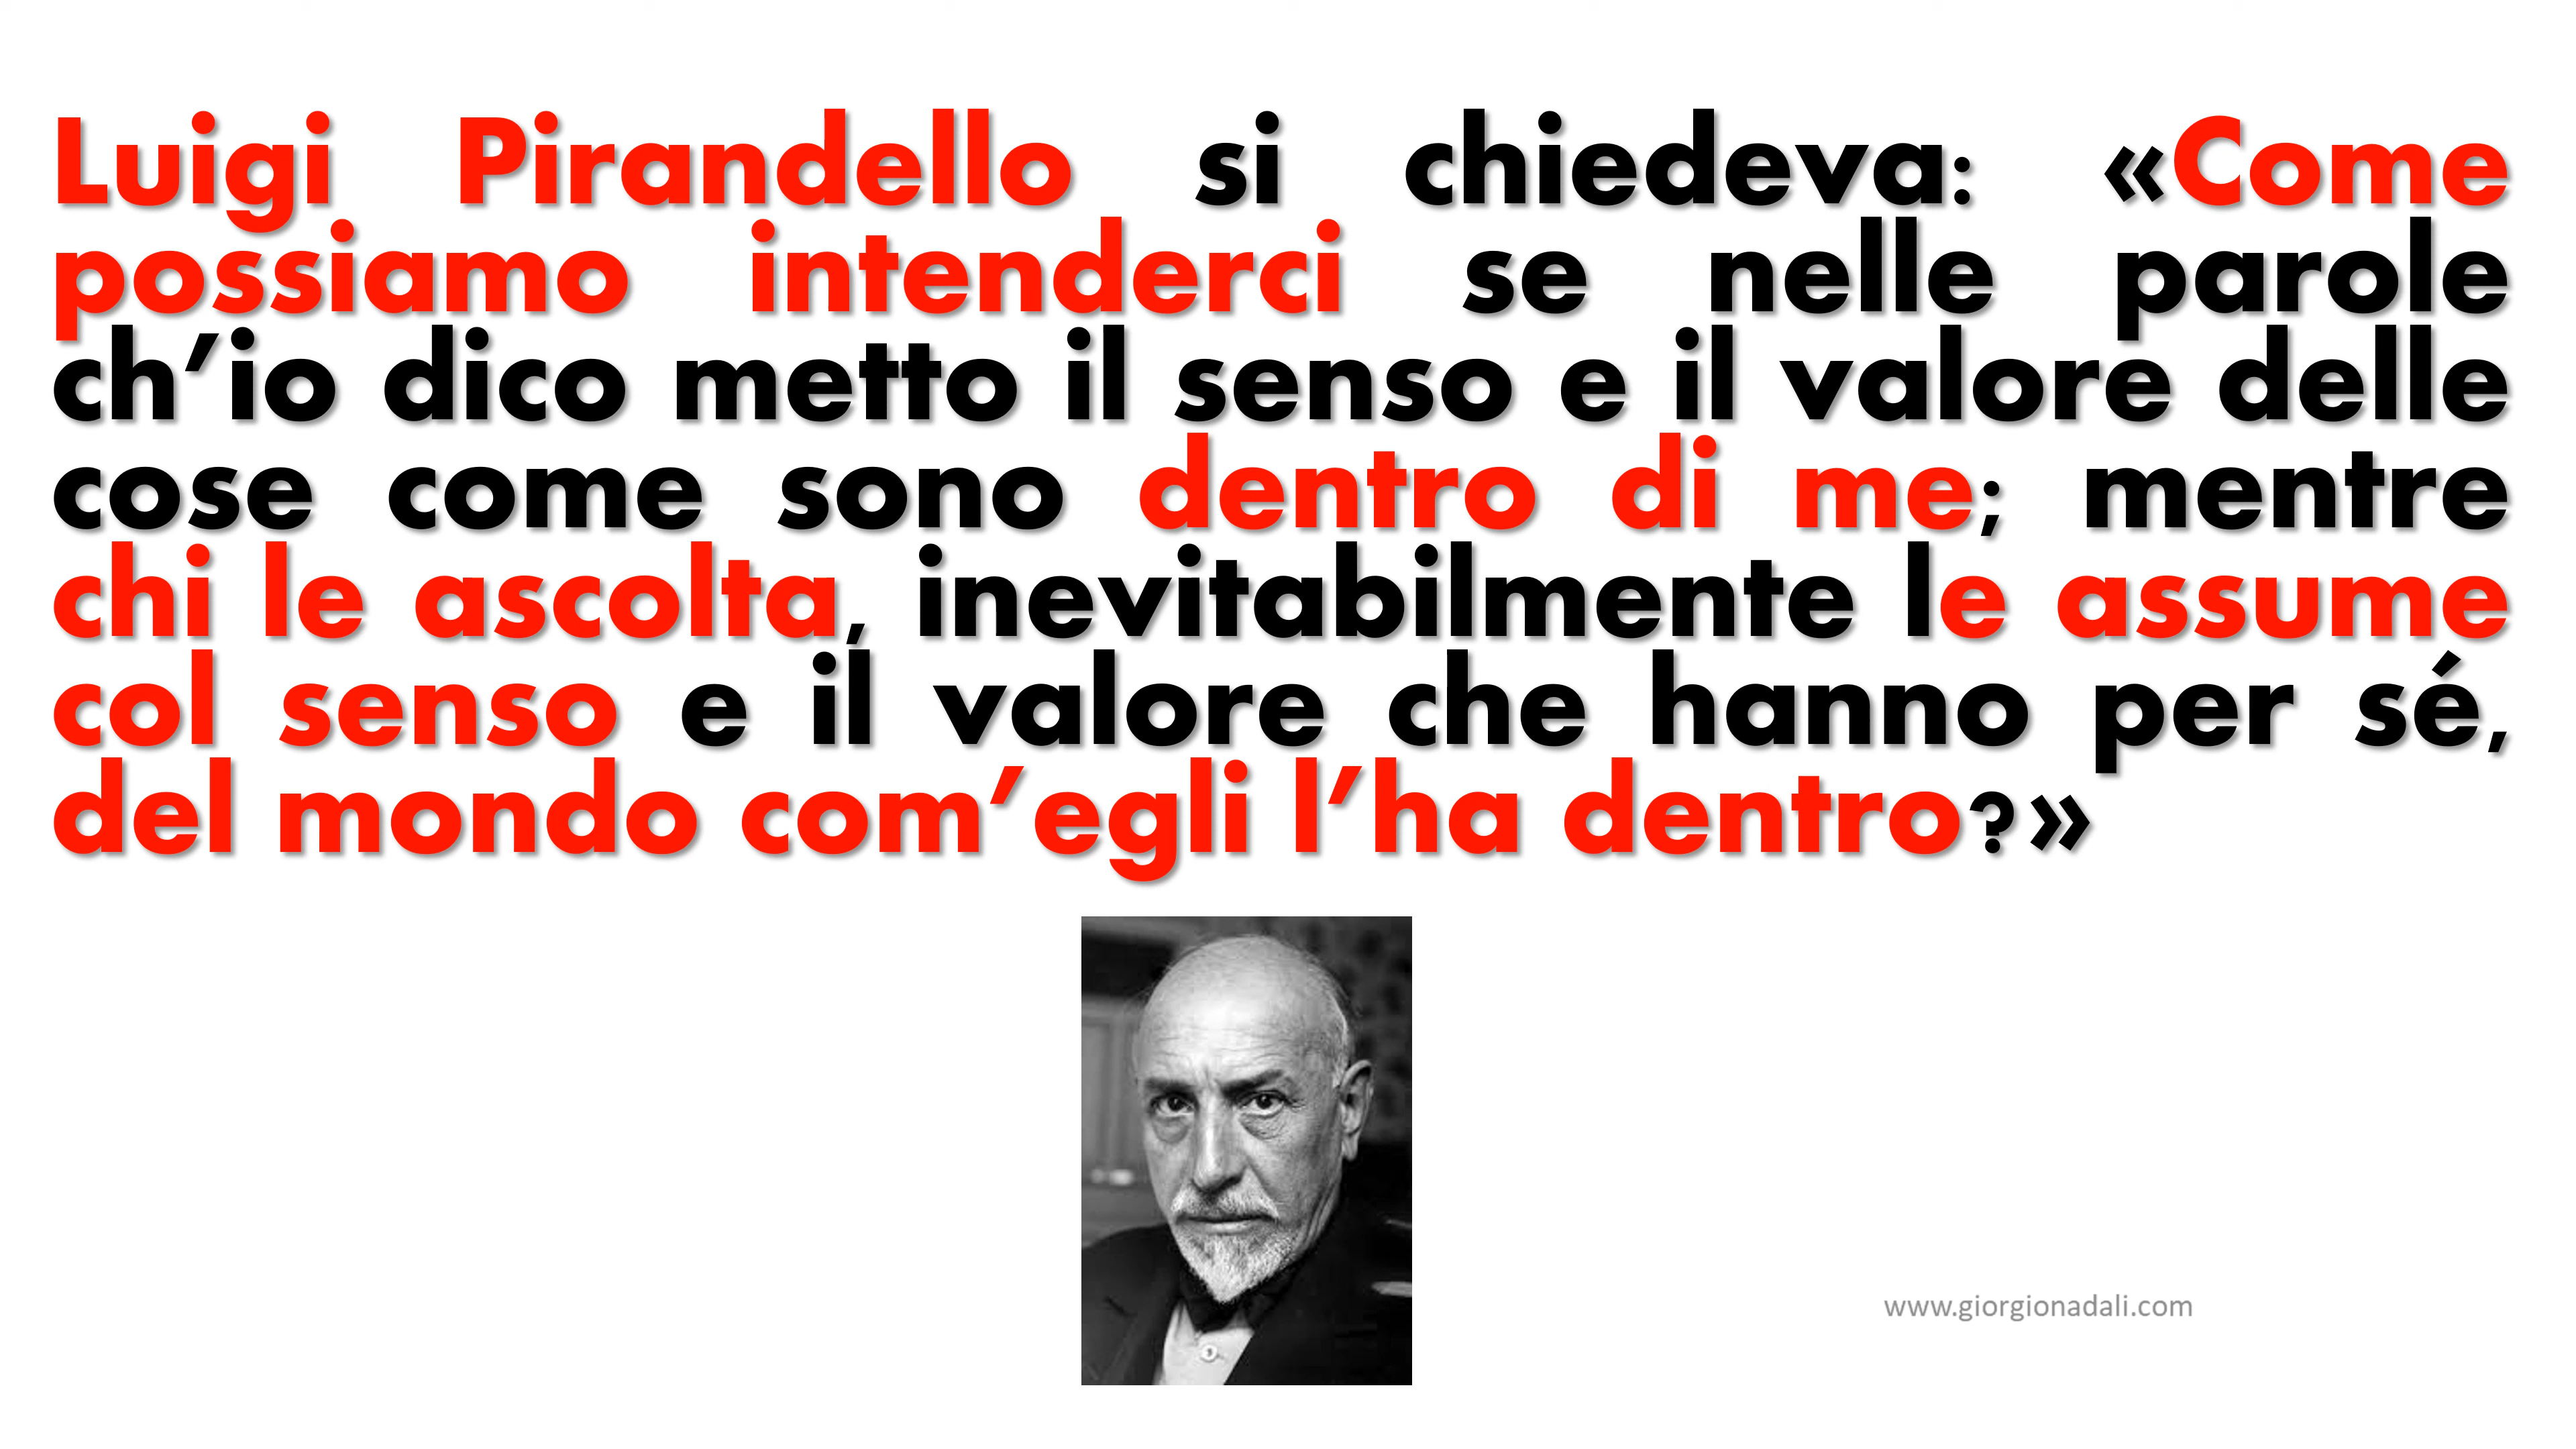 Luigi Pirandello si chiedeva: «Come
possiamo intenderci se nelle parole
ch’io dico metto il senso e il valore delle
cose come sono dentro di me; mentre
chi le ascolta, inevitabilmente le assume
col senso e il valore che hanno per sé,
del mondo com’egli l’ha dentro?»
www.giorgionadali.com